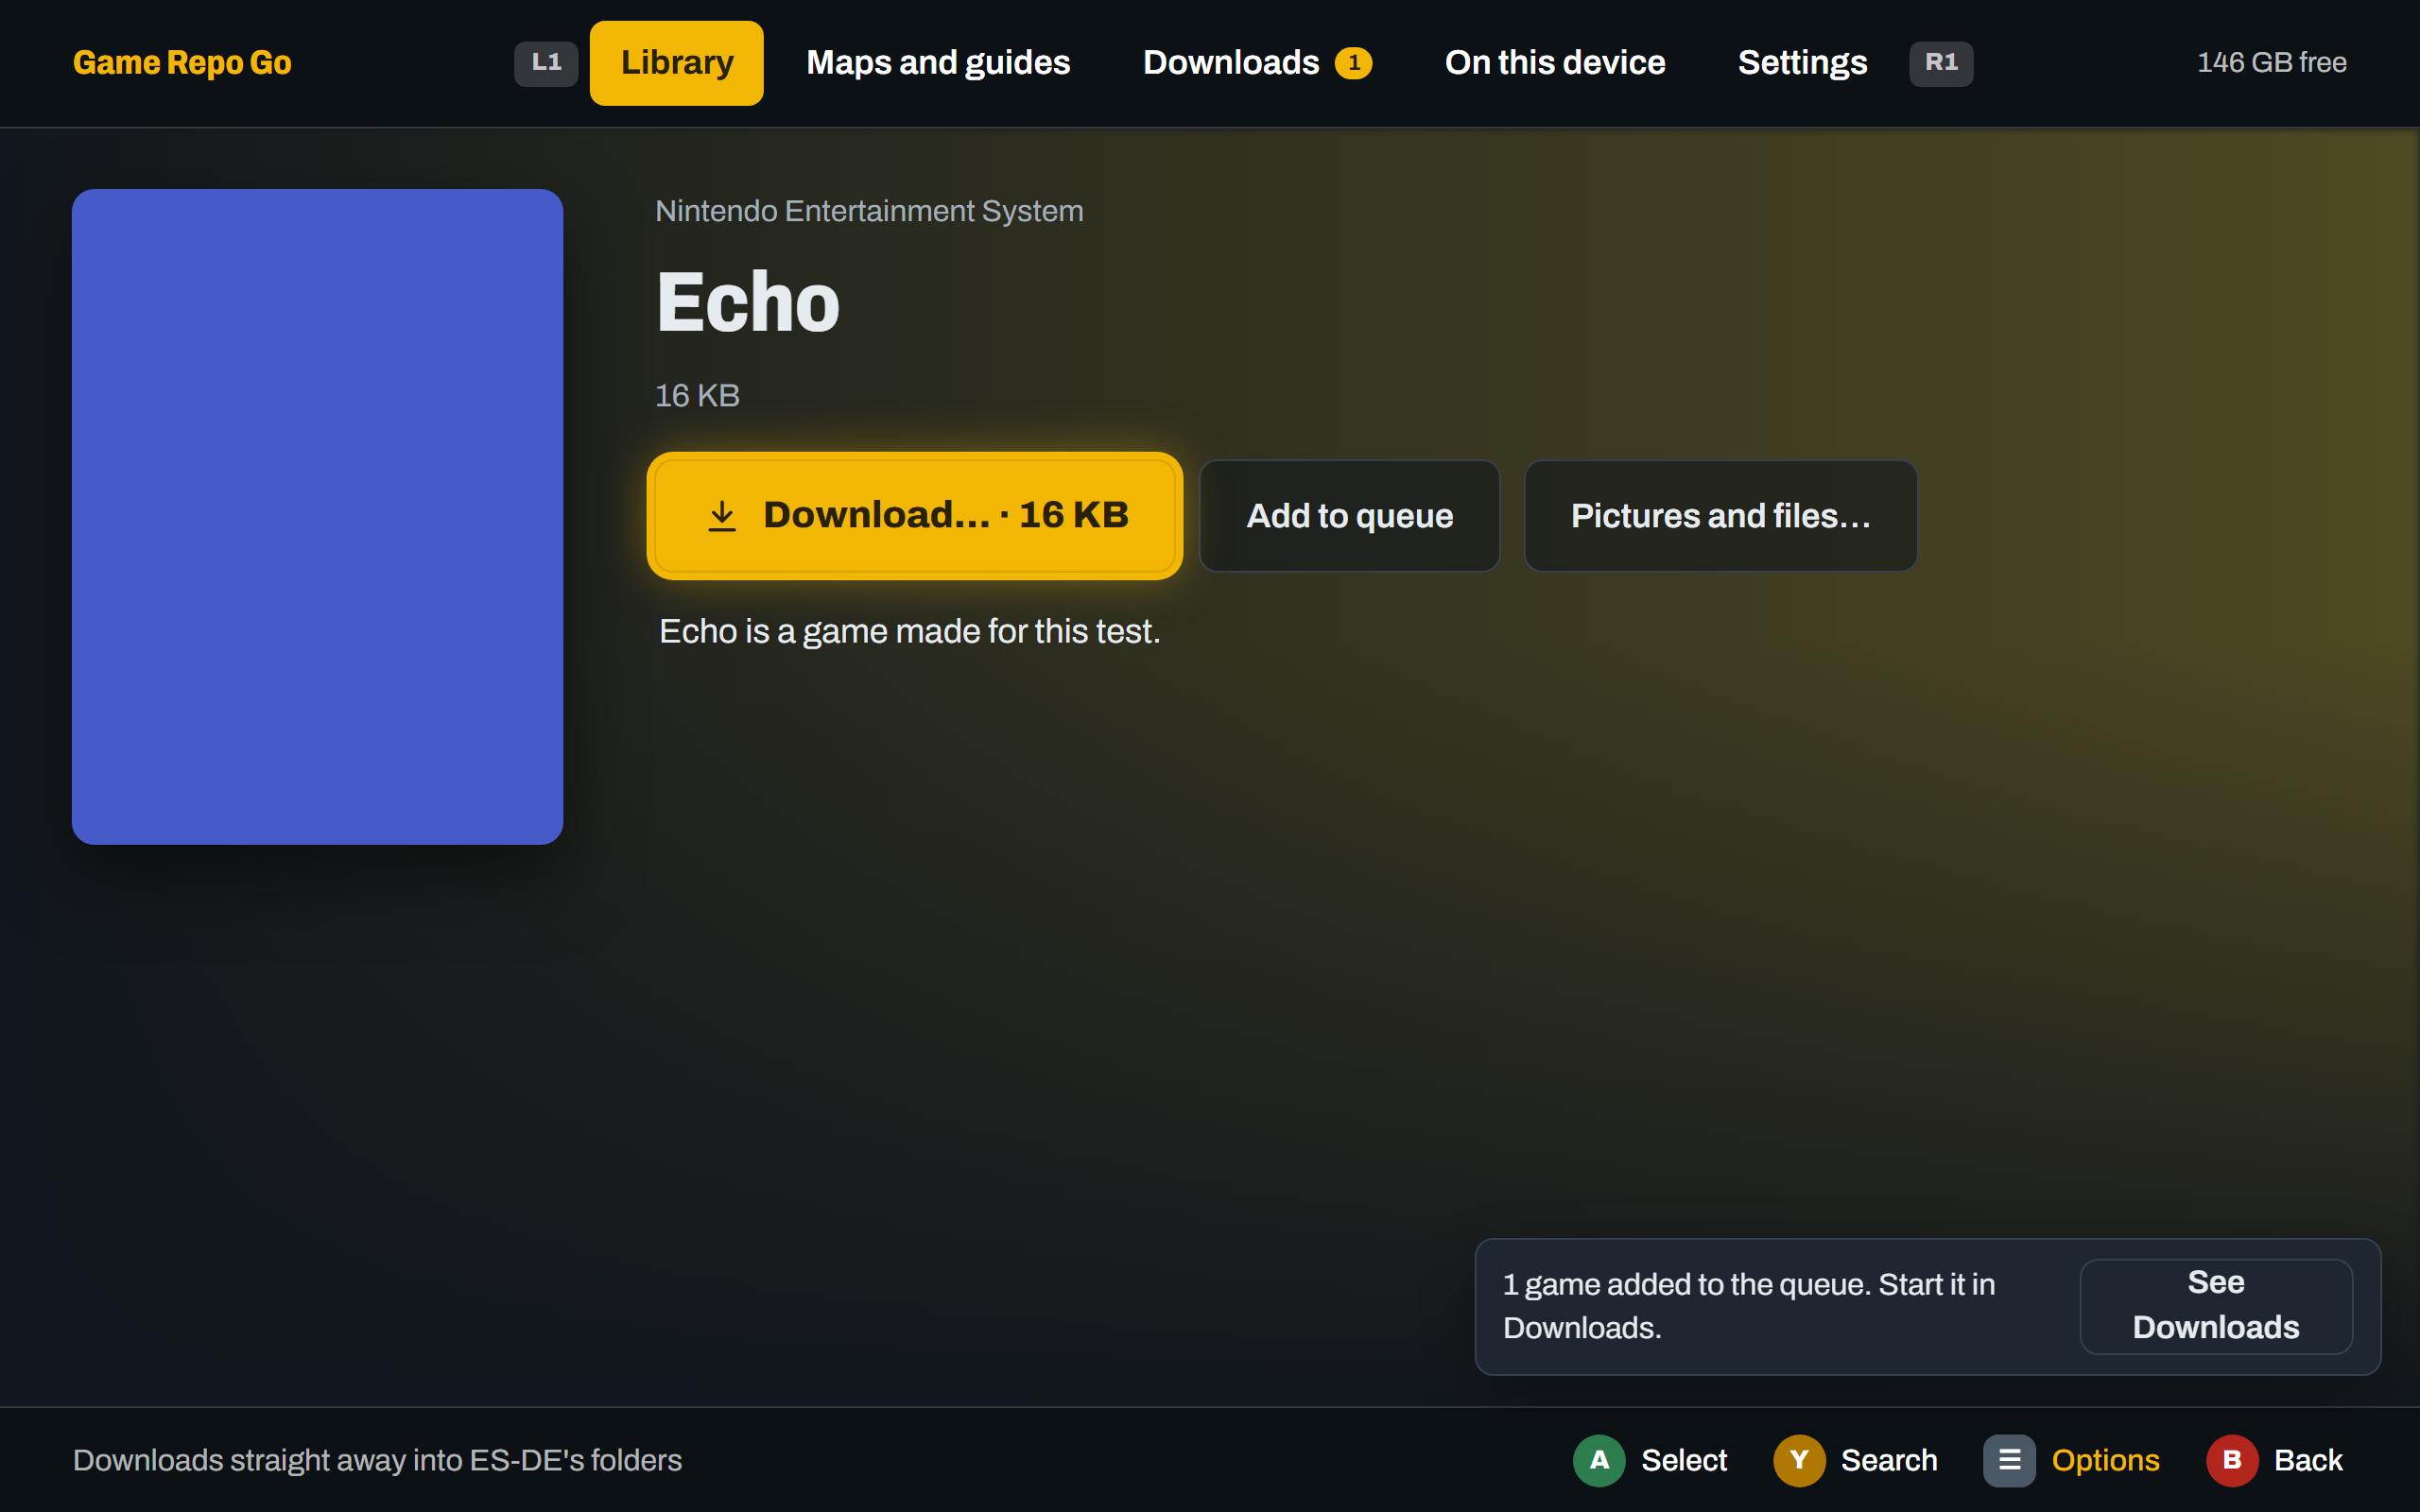 Game Repo Go
L1
Library
Maps and guides
Downloads 1
On this device
Settings
R1
146 GB free
Nintendo Entertainment System
Echo
16 KB
Download... · 16 KB
Add to queue
Pictures and files...
Echo is a game made for this test.
1 game added to the queue. Start it in
Downloads.
See
Downloads
Downloads straight away into ES-DE's folders
A Select
Y Search
Options
B Back